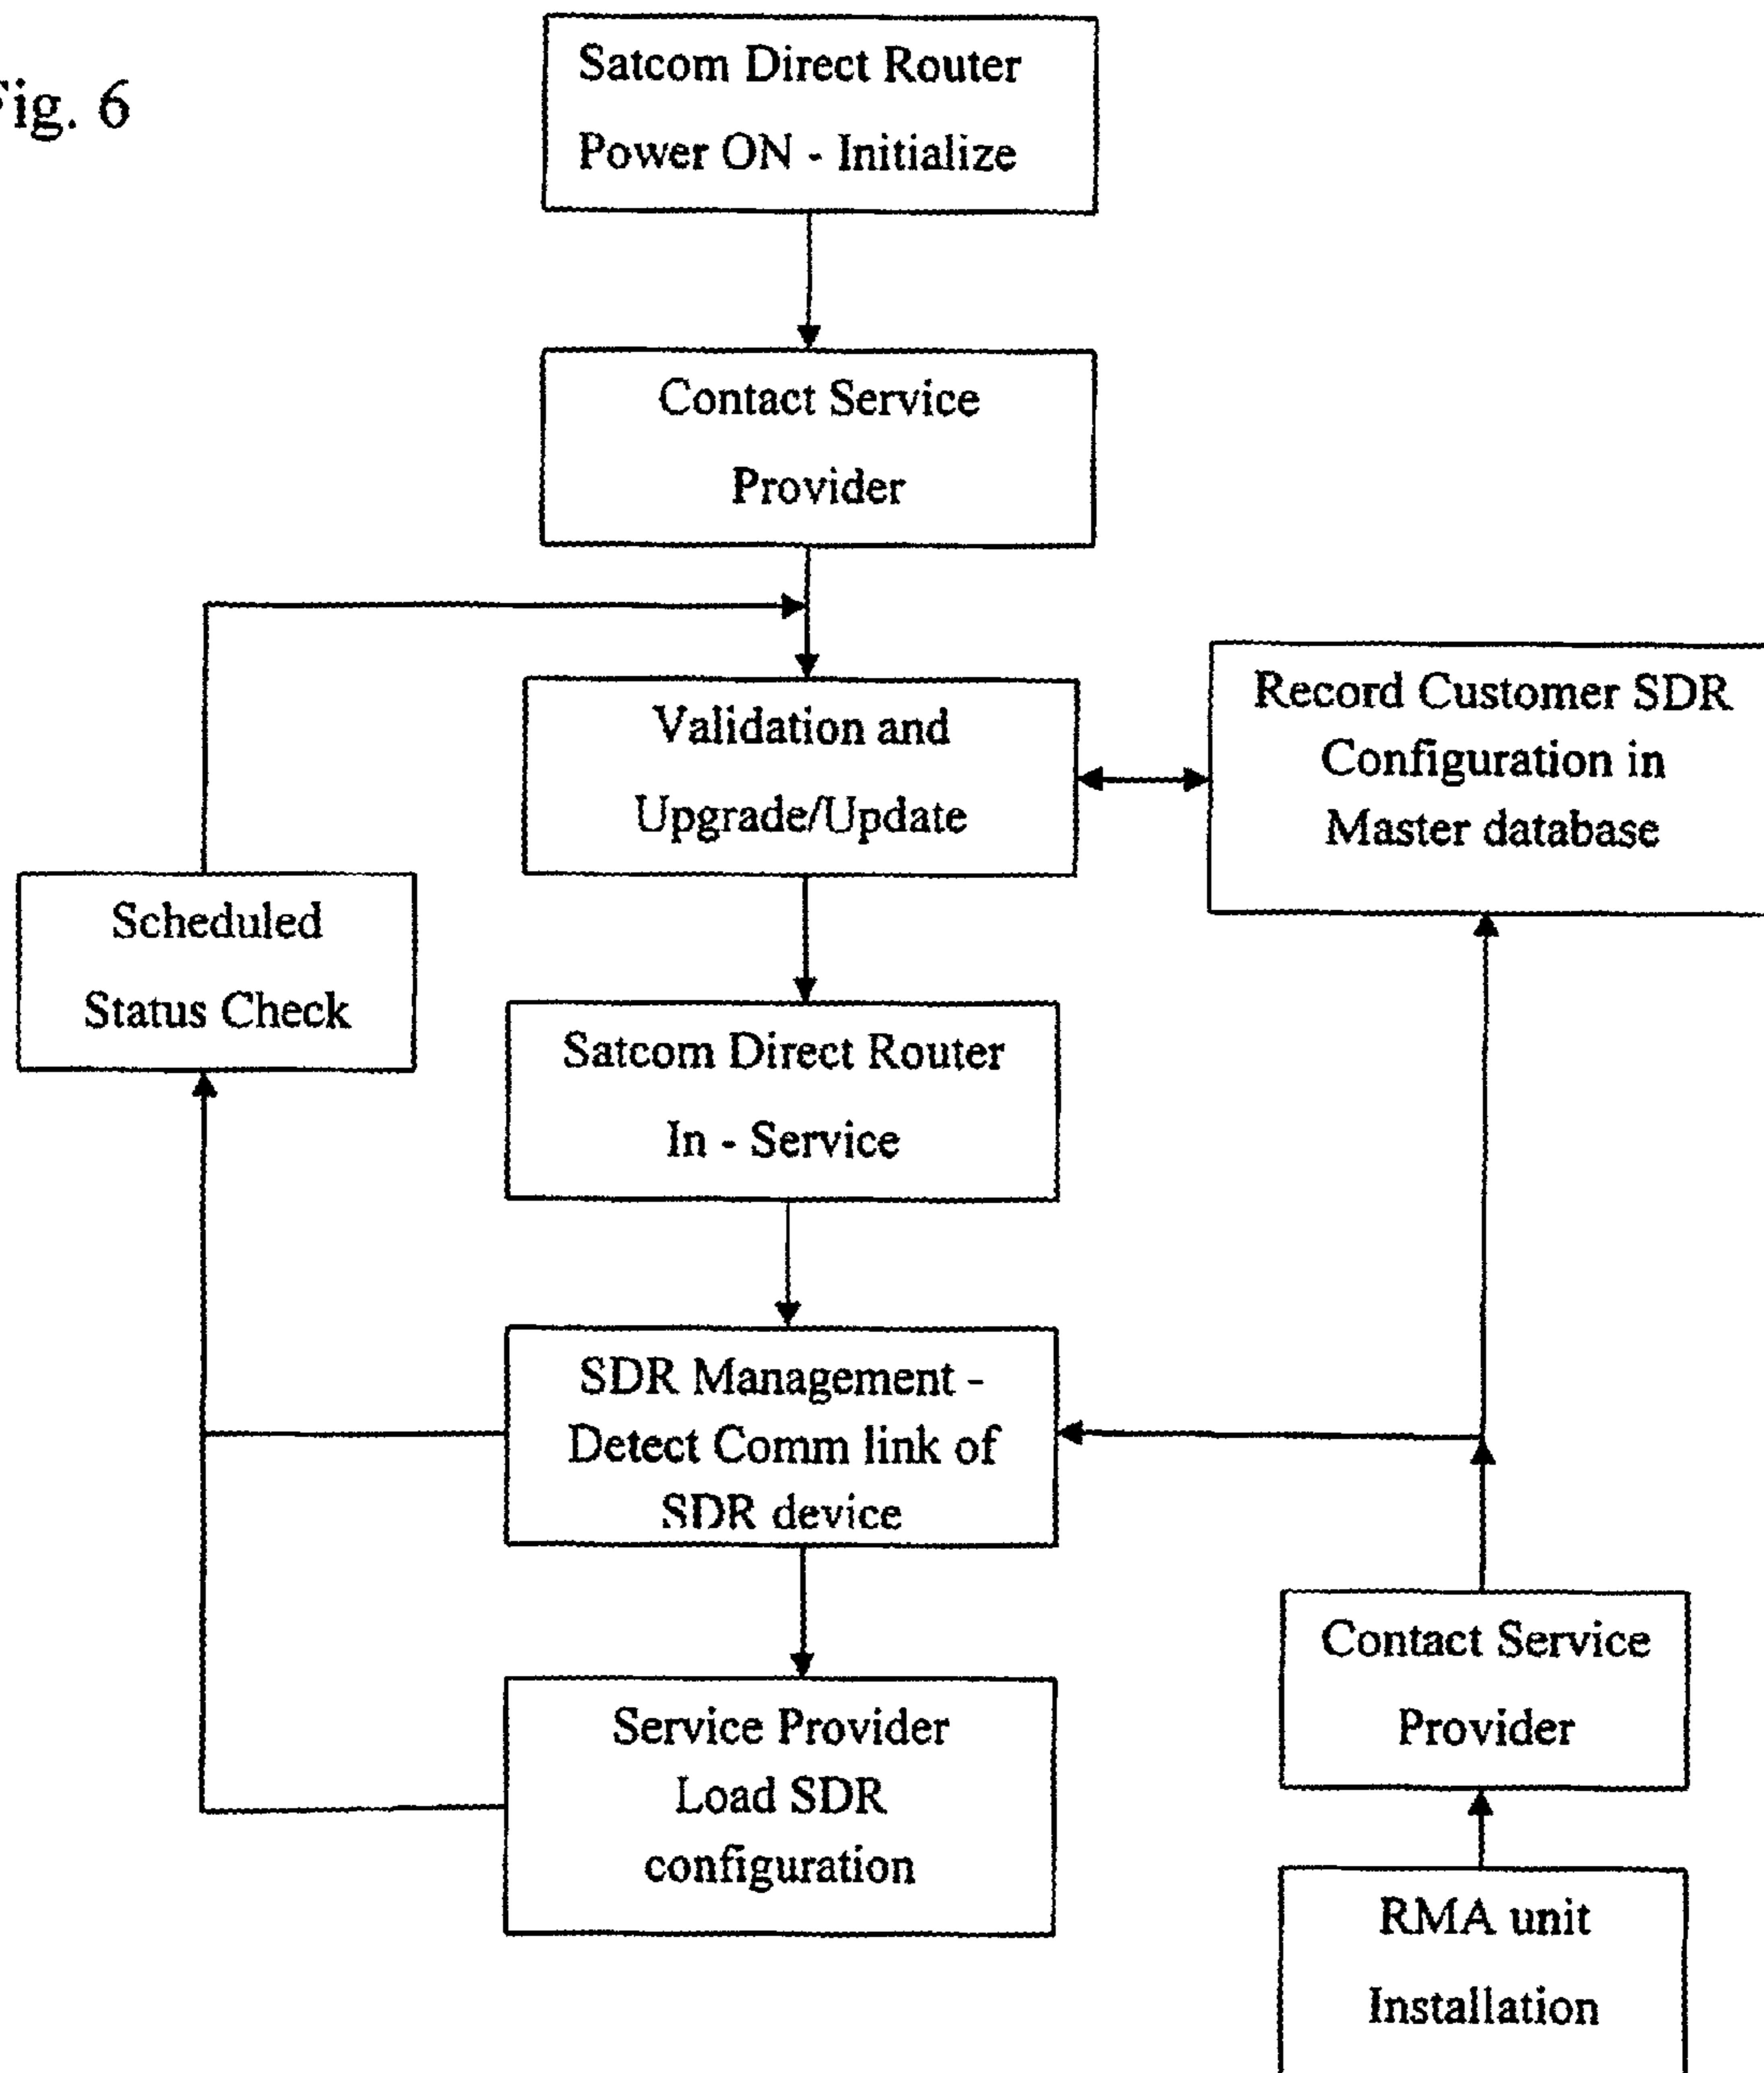 Fig. 6
Satcom Direct Router
Power ON - Initialize
Contact Service
Provider
Validation and
Upgrade/Update
Record Customer SDR
Configuration in
Master database
Scheduled
Status Check
Satcom Direct Router
In - Service
SDR Management -
Detect Comm link of
SDR device
Service Provider
Load SDR
configuration
Contact Service
Provider
RMA unit
Installation